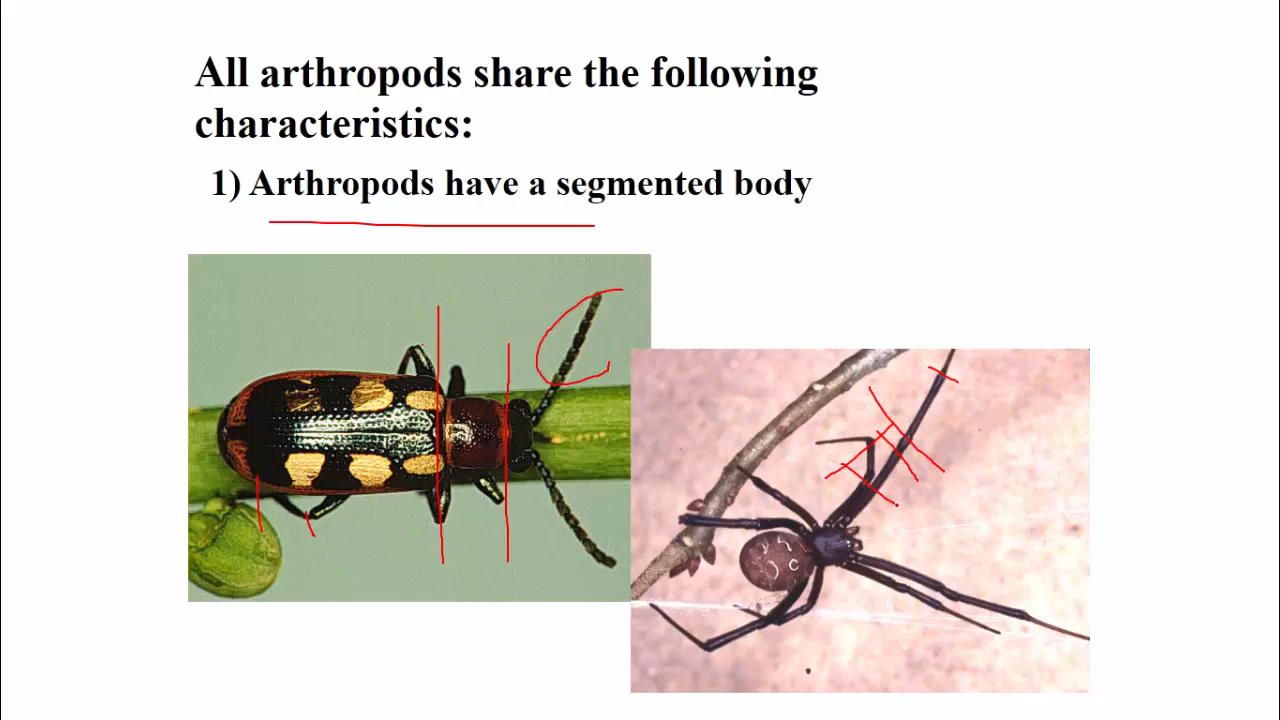 All arthropods share the following
characteristics:
1) Arthropods have a segmented body